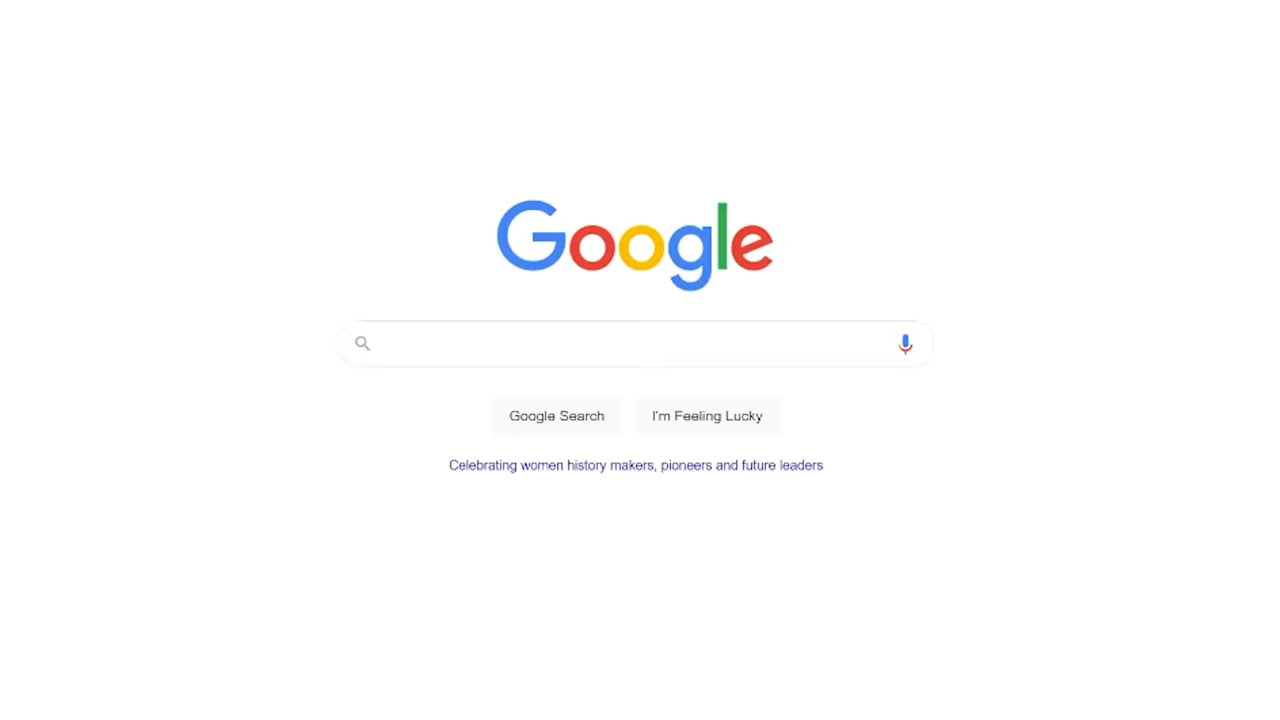 Google
Google Search
I'm Feeling Lucky
Celebrating women history makers, pioneers and future leaders